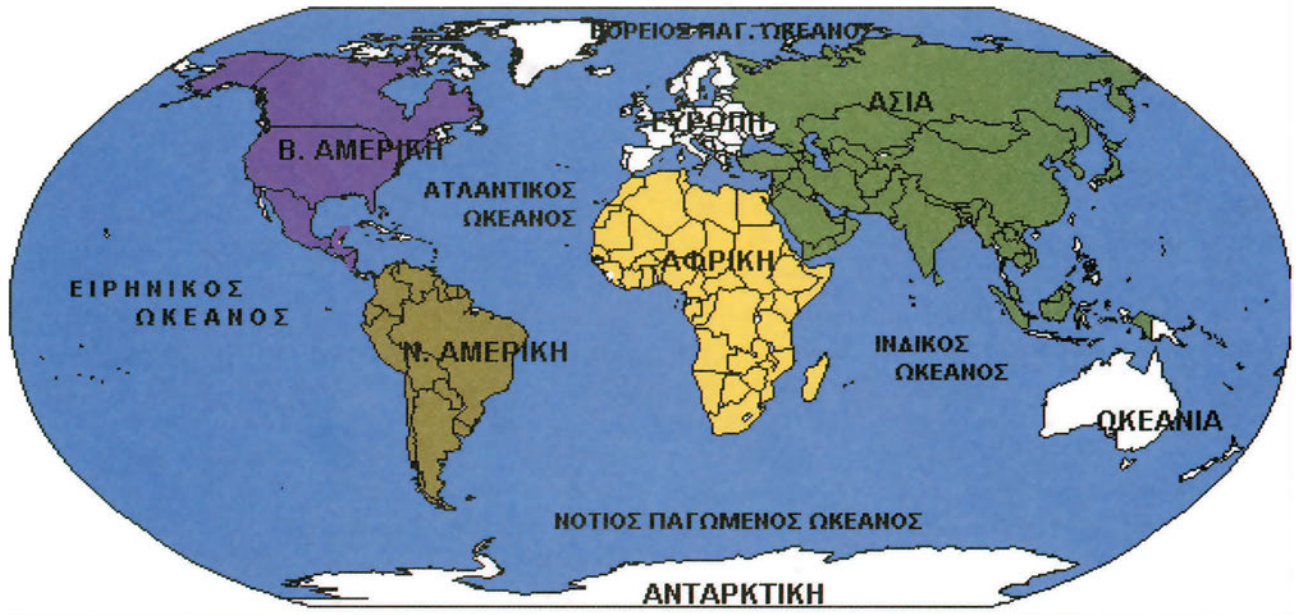 ΒΟΡΕΙΟΣ ΠΑΓ. ΩΚΕΑΝΟΣ
ΑΣΙΑ
ΕΥΡΩΠΗ
Β. ΑΜΕΡΙΚΗ
ΑΤΛΑΝΤΙΚΟΣ
ΩΚΕΑΝΟΣ
ΑΦΡΙΚΗ
ΕΙΡΗΝΙΚΟΣ
ΩΚΕΑΝΟΣ
Ν. ΑΜΕΡΙΚΗ
ΙΝΔΙΚΟΣ
ΩΚΕΑΝΟΣ
ΩΚΕΑΝΙΑ
ΝΟΤΙΟΣ ΠΑΓΩΜΕΝΟΣ ΩΚΕΑΝΟΣ
ΑΝΤΑΡΚΤΙΚΗ